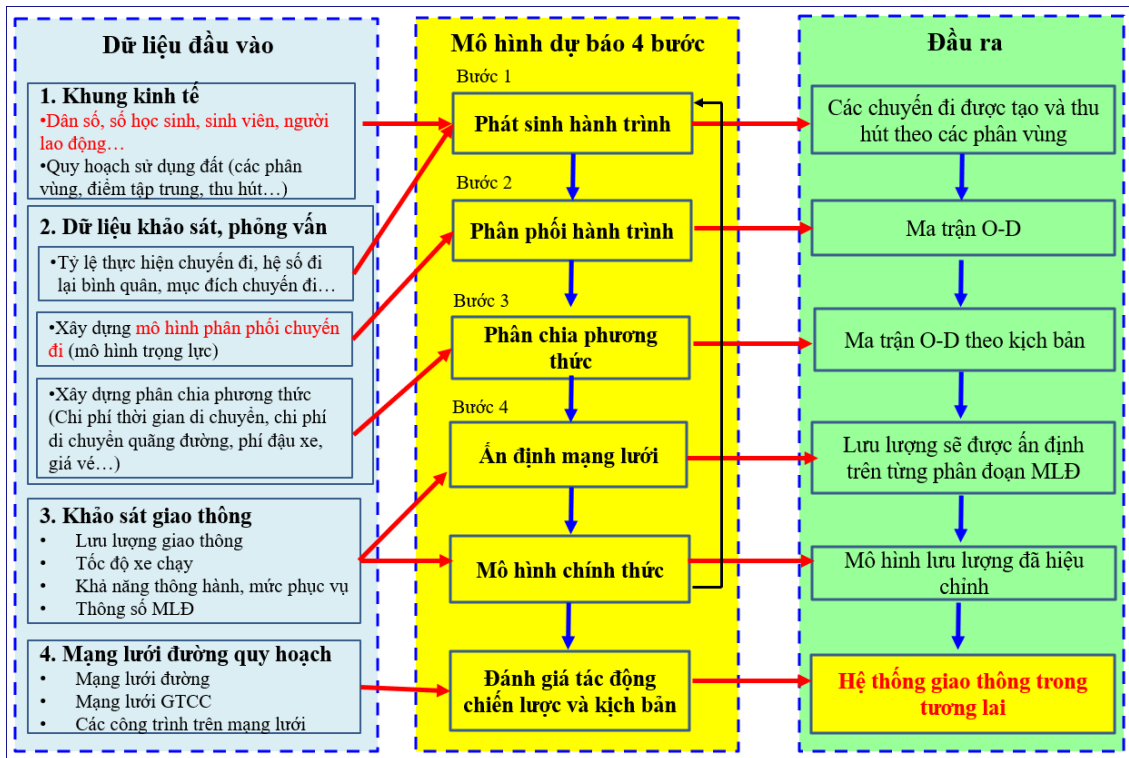 Dữ liệu đầu vào
1. Khung kinh tế
•Dân số, số học sinh, sinh viên, người
lao động…
•Quy hoạch sử dụng đất (các phân
vùng, điểm tập trung, thu hút…)
2. Dữ liệu khảo sát, phỏng vấn
•Tỷ lệ thực hiện chuyến đi, hệ số đi
lại bình quân, mục đích chuyến đi…
•Xây dựng mô hình phân phối chuyến
đi (mô hình trọng lực)
•Xây dựng phân chia phương thức
(Chi phí thời gian di chuyển, chi phí
di chuyển quãng đường, phí đậu xe,
giá vé…)
3. Khảo sát giao thông
• Lưu lượng giao thông
• Tốc độ xe chạy
• Khả năng thông hành, mức phục vụ
• Thông số MLĐ
4. Mạng lưới đường quy hoạch
• Mạng lưới đường
• Mạng lưới GTCC
• Các công trình trên mạng lưới
Mô hình dự báo 4 bước
Bước 1
Phát sinh hành trình
Bước 2
Phân phối hành trình
Bước 3
Phân chia phương
thức
Bước 4
Ấn định mạng lưới
Mô hình chính thức
Đánh giá tác động
chiến lược và kịch bản
Đầu ra
Các chuyến đi được tạo và thu
hút theo các phân vùng
Ma trận O-D
Ma trận O-D theo kịch bản
Lưu lượng sẽ được ấn định
trên từng phân đoạn MLĐ
Mô hình lưu lượng đã hiệu
chỉnh
Hệ thống giao thông trong
tương lai